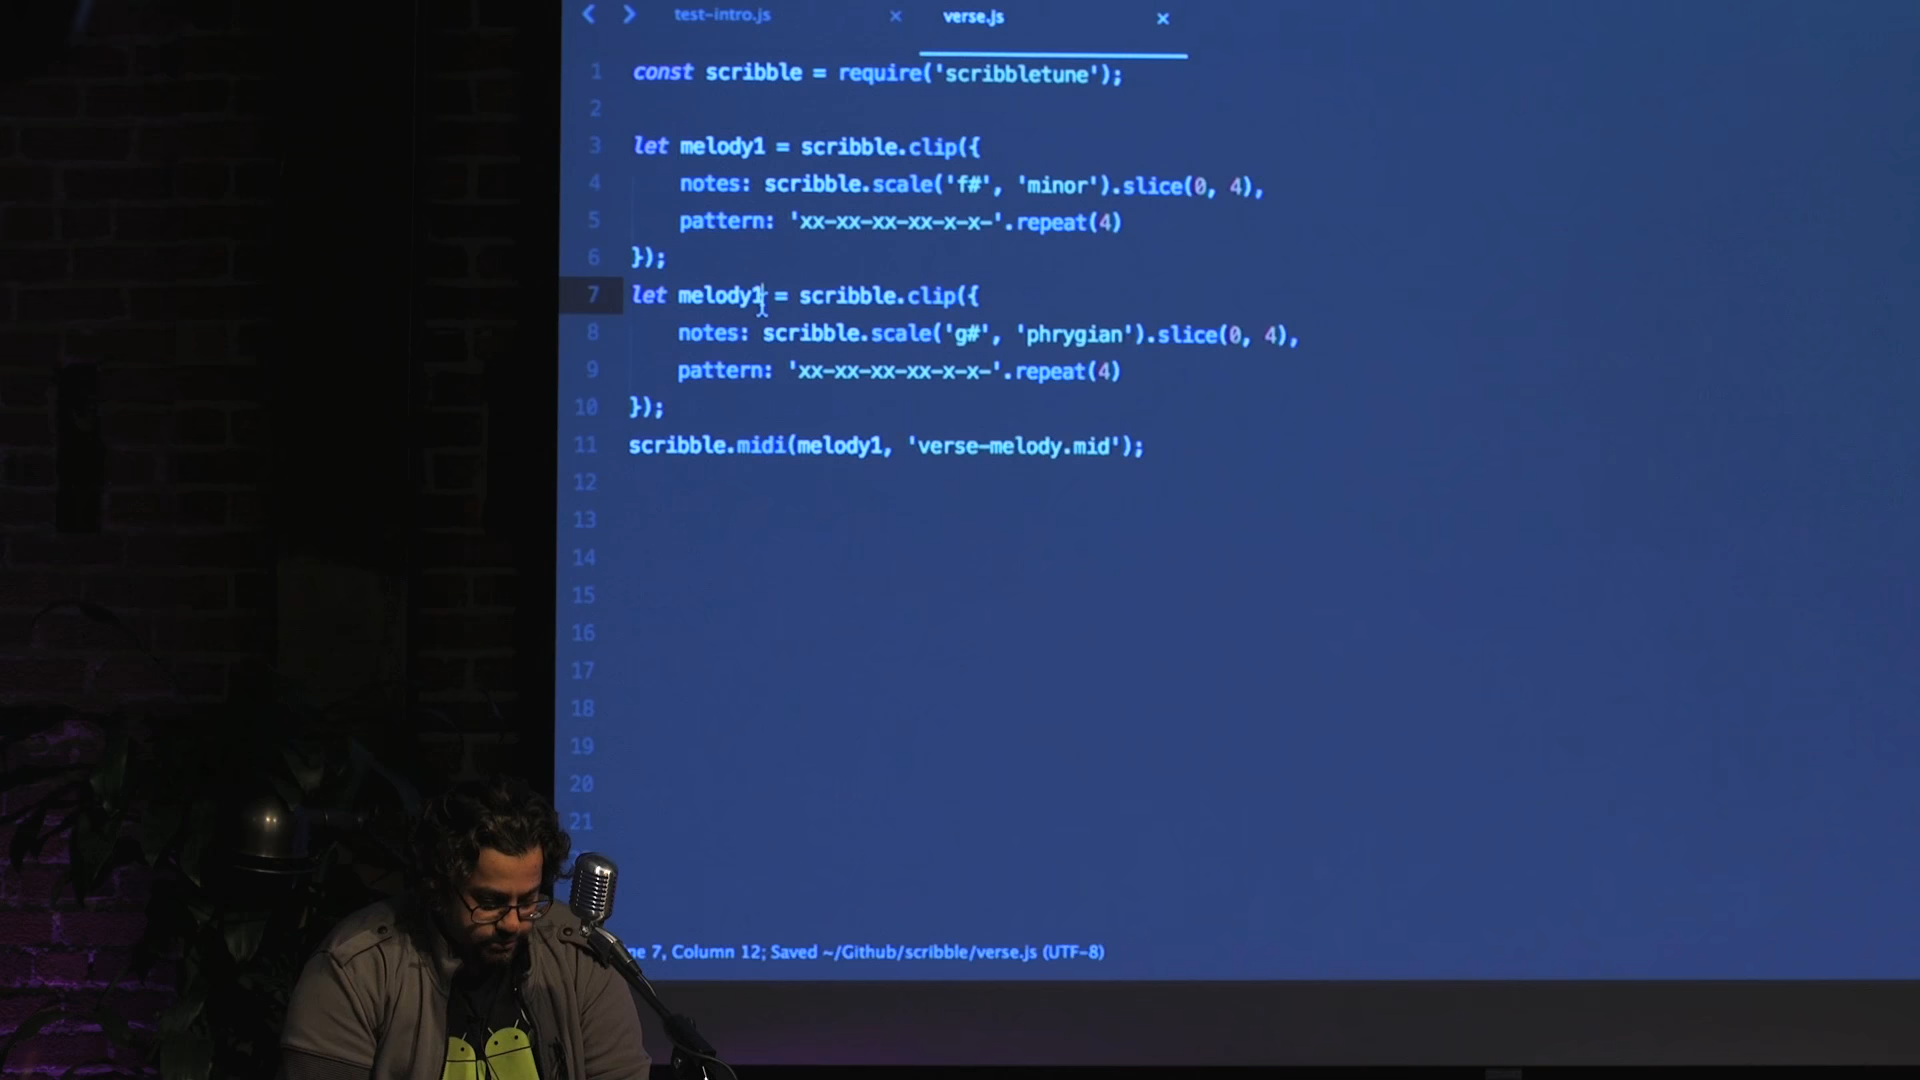 test-intro.js × verse.js ×
1 const scribble = require('scribbletune');
2
3 let melody1 = scribble.clip({
4 notes: scribble.scale('f#', 'minor').slice(0, 4),
5 pattern: 'xx-xx-xx-xx-x-x-'.repeat(4)
6 });
7 let melody1 = scribble.clip({
8 notes: scribble.scale('g#', 'phrygian').slice(0, 4),
9 pattern: 'xx-xx-xx-xx-x-x-'.repeat(4)
10 });
11 scribble.midi(melody1, 'verse-melody.mid');
12
13
14
15
16
17
18
19
20
21
7, Column 12; Saved ~/Github/scribble/verse.js (UTF-8)